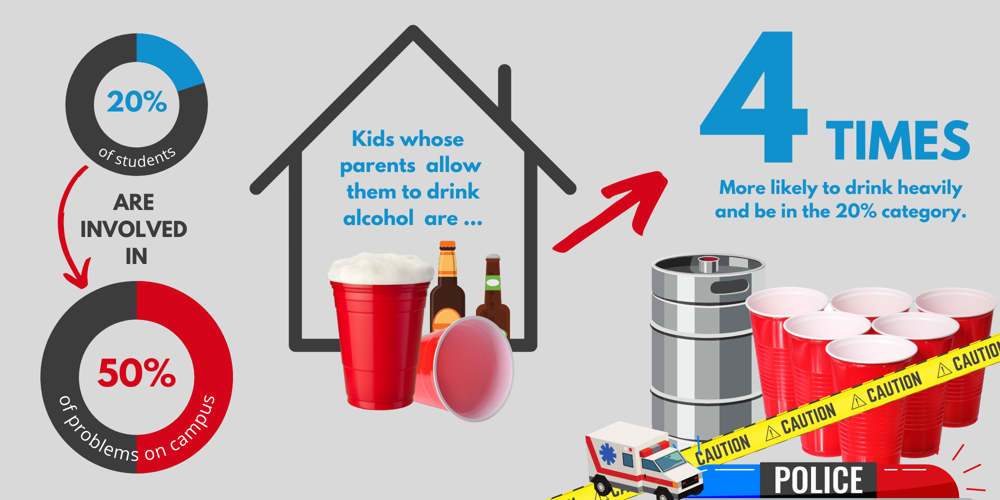 20%
of students
ARE
INVOLVED
IN
50%
of problems on campus
Kids whose
parents allow
them to drink
alcohol are ...
4 TIMES
More likely to drink heavily
and be in the 20% category.
CAUTION
CAUTION
CAUTION
CAUTIO
POLICE